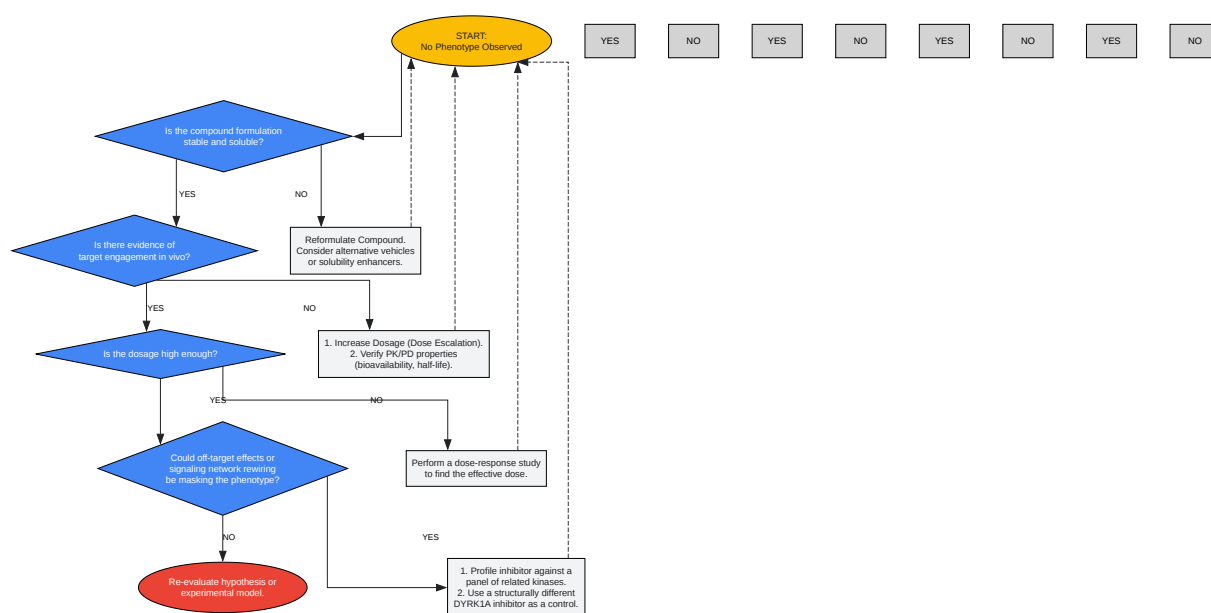 START:
No Phenotype Observed
YES
NO
YES
NO
YES
NO
YES
NO
Is the compound formulation
stable and soluble?
YES
NO
Is there evidence of
target engagement in vivo?
Reformulate Compound.
Consider alternative vehicles
or solubility enhancers.
YES
NO
Is the dosage high enough?
1. Increase Dosage (Dose Escalation).
2. Verify PK/PD properties
(bioavailability, half-life).
YES
NO
Could off-target effects or
signaling network rewiring
be masking the phenotype?
Perform a dose-response study
to find the effective dose.
NO
YES
Re-evaluate hypothesis or
experimental model.
1. Profile inhibitor against a
panel of related kinases.
2. Use a structurally different
DYRK1A inhibitor as a control.